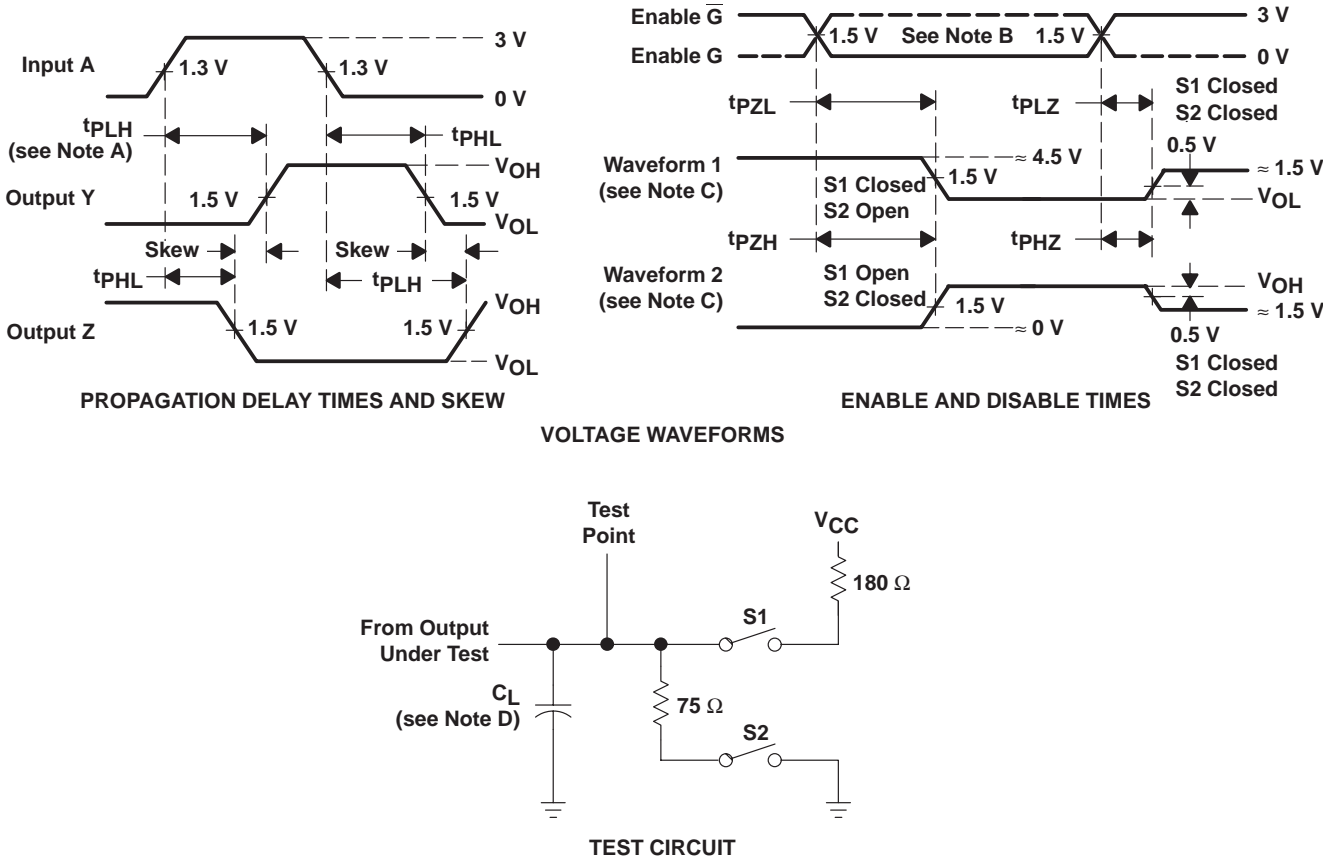 Input A
3 V
1.3 V
1.3 V
0 V
tPLH
(see Note A)
tPHL
VOH
Output Y
1.5 V
1.5 V
VOL
Skew
Skew
tPHL
tPLH
VOH
Output Z
1.5 V
1.5 V
VOL
PROPAGATION DELAY TIMES AND SKEW
Enable G̅
3 V
1.5 V
See Note B
1.5 V
Enable G
0 V
S1 Closed
S2 Closed
tPZL
tPLZ
0.5 V
Waveform 1
(see Note C)
≈ 4.5 V
≈ 1.5 V
1.5 V
S1 Closed
S2 Open
VOL
tPZH
tPHZ
Waveform 2
(see Note C)
S1 Open
S2 Closed
VOH
1.5 V
≈ 1.5 V
≈ 0 V
0.5 V
S1 Closed
S2 Closed
ENABLE AND DISABLE TIMES
VOLTAGE WAVEFORMS
Test
Point
VCC
180 Ω
From Output
Under Test
S1
CL
(see Note D)
75 Ω
S2
TEST CIRCUIT